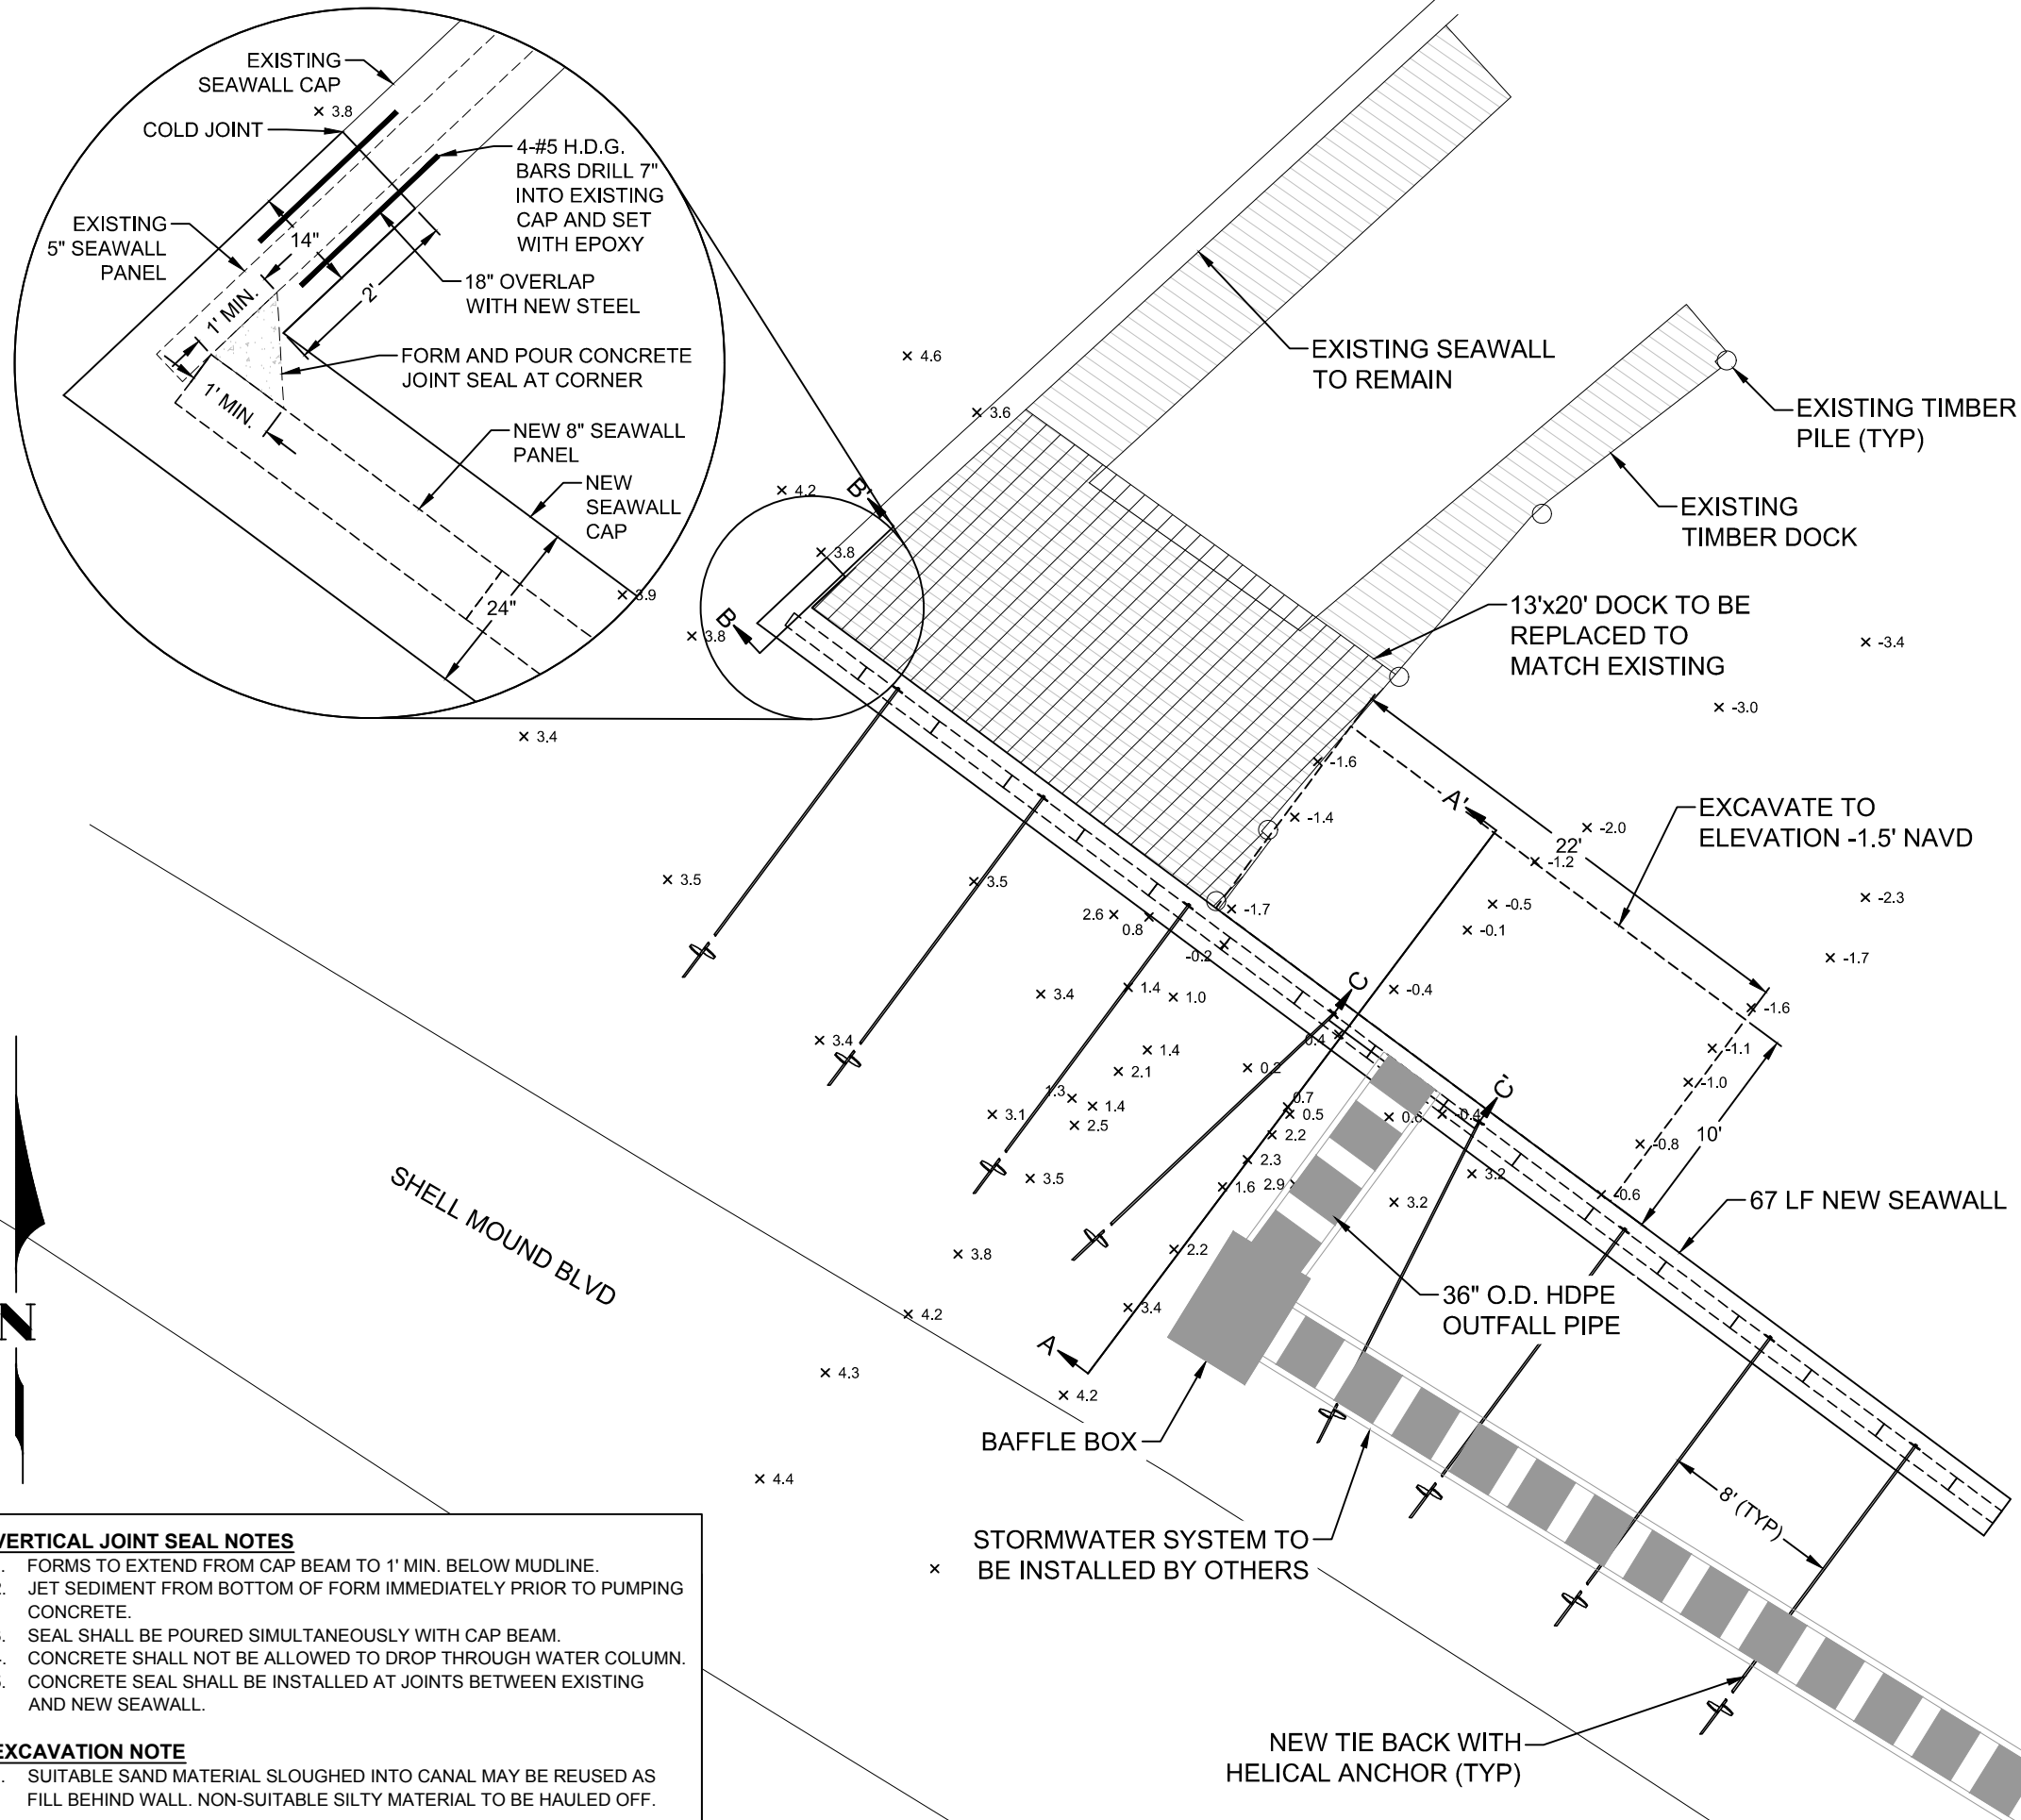 EXISTING
SEAWALL CAP
× 3.8
COLD JOINT
4-#5 H.D.G.
BARS DRILL 7"
INTO EXISTING
CAP AND SET
WITH EPOXY
EXISTING
5" SEAWALL
PANEL
14"
2'
18" OVERLAP
WITH NEW STEEL
1' MIN.
1' MIN.
FORM AND POUR CONCRETE
JOINT SEAL AT CORNER
NEW 8" SEAWALL
PANEL
NEW
SEAWALL
CAP
24"
× 3.9
× 4.6
× 3.6
× 4.2
B'
× 3.8
B
× 3.8
× 3.4
EXISTING SEAWALL
TO REMAIN
EXISTING TIMBER
PILE (TYP)
EXISTING
TIMBER DOCK
13'x20' DOCK TO BE
REPLACED TO
MATCH EXISTING
× -3.4
× -3.0
× -1.6
× -1.4
A'
EXCAVATE TO
ELEVATION -1.5' NAVD
× -2.0
22'
× -1.2
× -2.3
× -0.5
× -0.1
× -1.7
× -1.7
× 3.5
× 3.5
2.6 ×
0.8
-0.2
C
× -0.4
× 3.4
× 1.4
× 1.0
× -1.6
× -1.1
× -1.0
× 3.4
× 1.4
× 2.1
0.4
× 0.2
1.3
× 1.4
× 3.1
× 2.5
0.7
× 0.5
× 0.6
× -0.4
C'
× -0.8
10'
× 2.2
× 2.3
× 3.5
× 1.6
2.9
× 3.2
× 3.2
× -0.6
67 LF NEW SEAWALL
SHELL MOUND BLVD
× 3.8
× 2.2
× 3.4
36" O.D. HDPE
OUTFALL PIPE
× 4.2
A
× 4.3
× 4.2
N
BAFFLE BOX
× 4.4
8' (TYP)
STORMWATER SYSTEM TO
BE INSTALLED BY OTHERS
×
NEW TIE BACK WITH
HELICAL ANCHOR (TYP)
VERTICAL JOINT SEAL NOTES
FORMS TO EXTEND FROM CAP BEAM TO 1' MIN. BELOW MUDLINE.
JET SEDIMENT FROM BOTTOM OF FORM IMMEDIATELY PRIOR TO PUMPING
CONCRETE.
SEAL SHALL BE POURED SIMULTANEOUSLY WITH CAP BEAM.
CONCRETE SHALL NOT BE ALLOWED TO DROP THROUGH WATER COLUMN.
CONCRETE SEAL SHALL BE INSTALLED AT JOINTS BETWEEN EXISTING
AND NEW SEAWALL.
EXCAVATION NOTE
SUITABLE SAND MATERIAL SLOUGHED INTO CANAL MAY BE REUSED AS
FILL BEHIND WALL. NON-SUITABLE SILTY MATERIAL TO BE HAULED OFF.